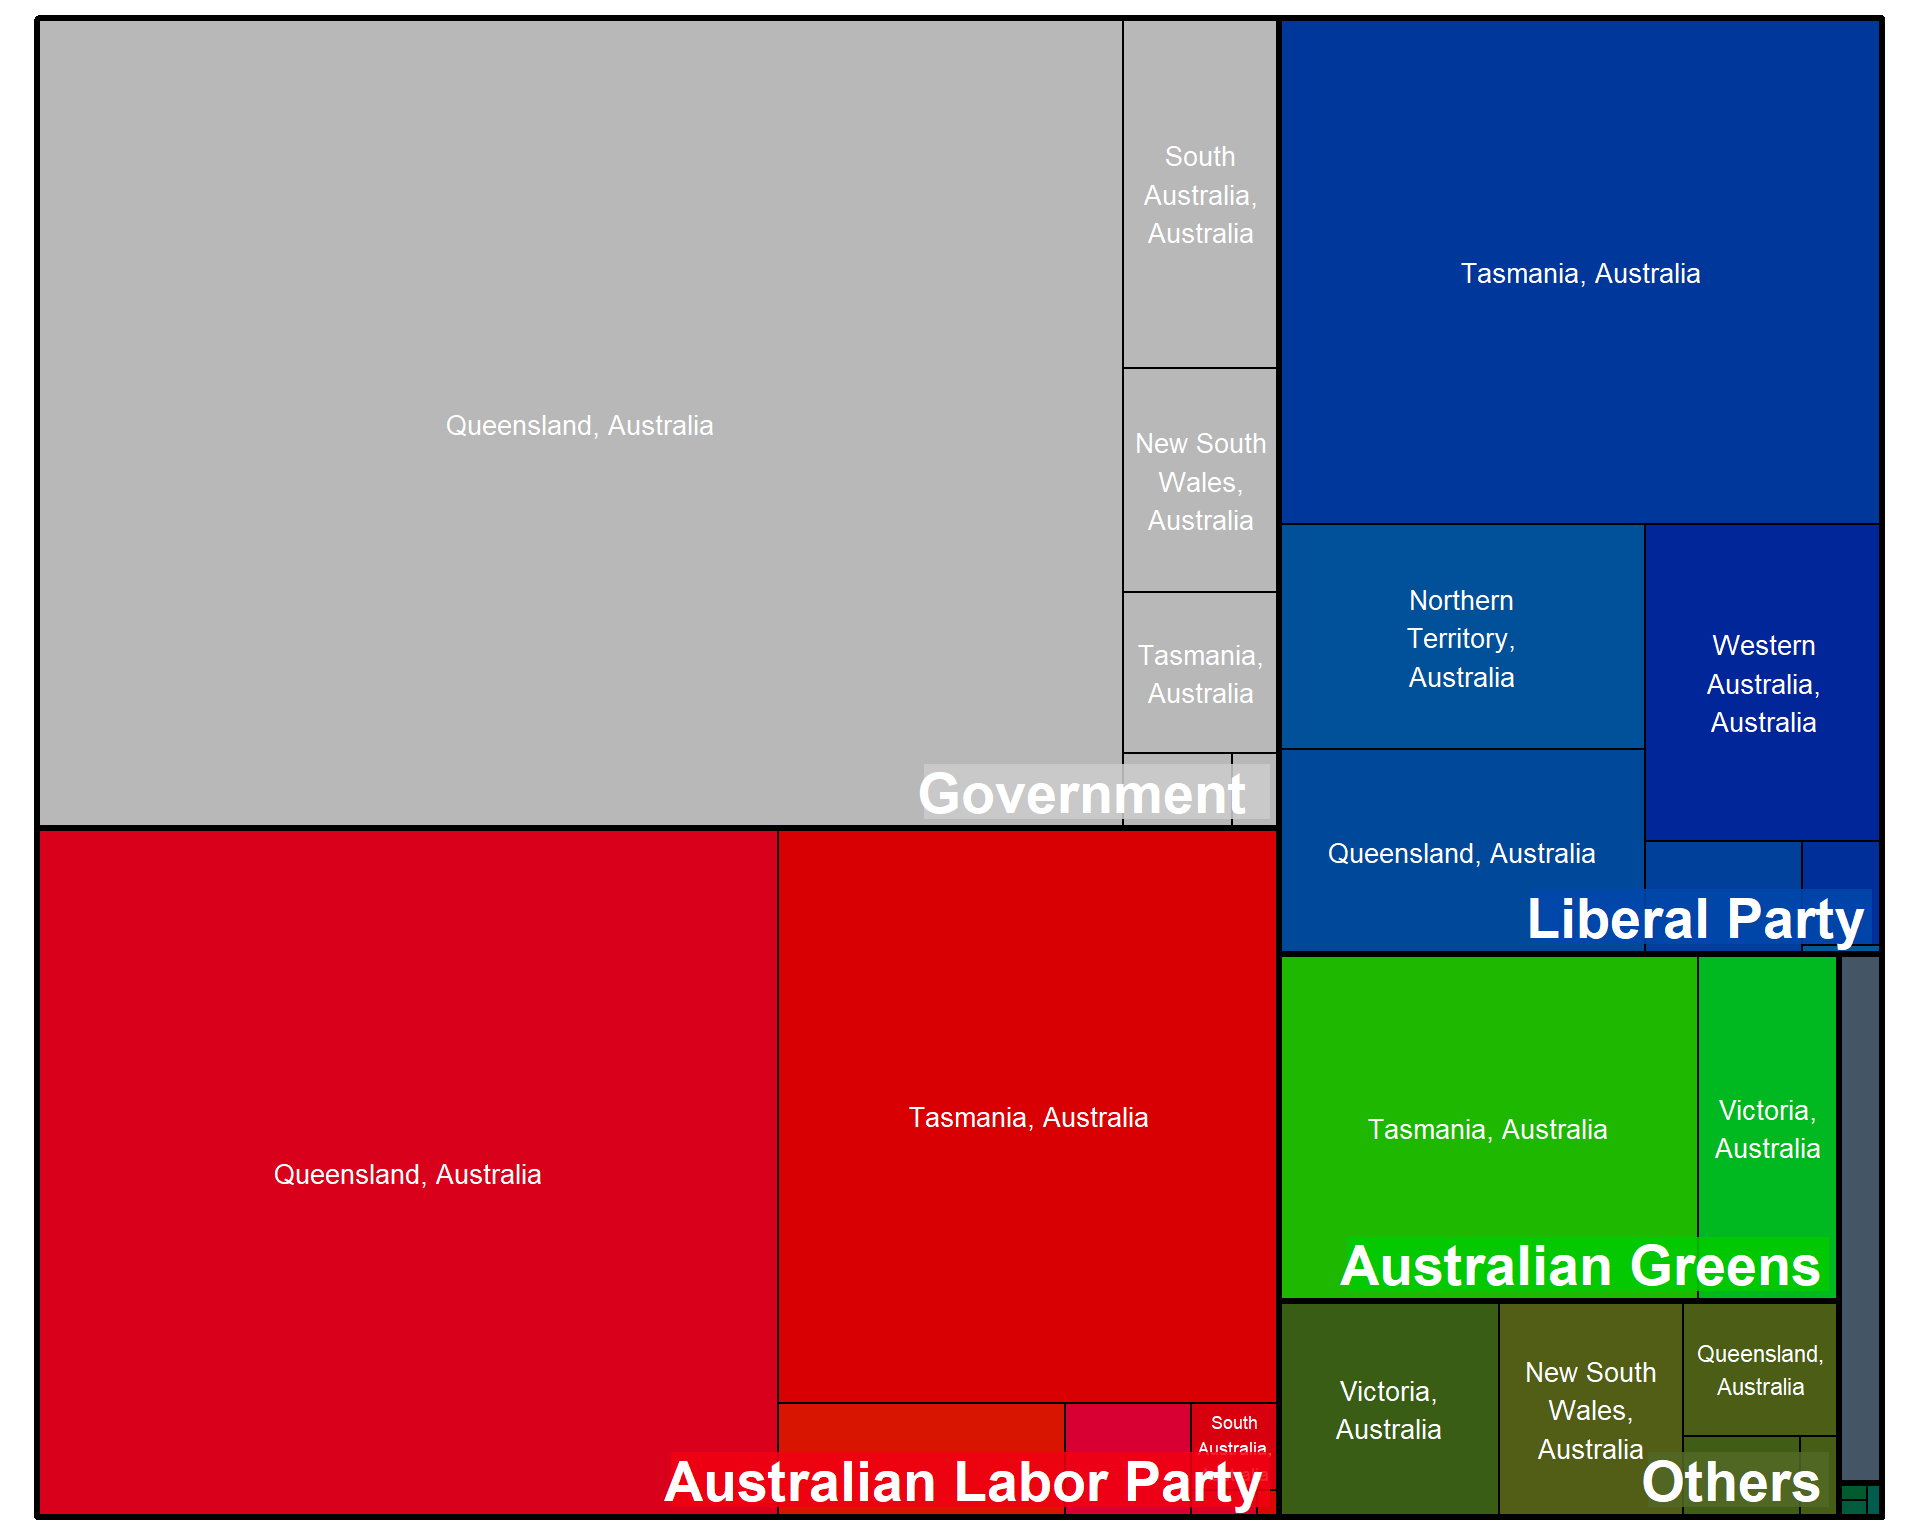 Queensland, Australia
South
Australia,
Australia
New South
Wales,
Australia
Tasmania,
Australia
Government
Tasmania, Australia
Northern
Territory,
Australia
Western
Australia,
Australia
Queensland, Australia
Liberal Party
Queensland, Australia
Tasmania, Australia
South
Australia,
Australian Labor Party
Tasmania, Australia
Victoria,
Australia
Australian Greens
Victoria,
Australia
New South
Wales,
Australia
Queensland,
Australia
Others